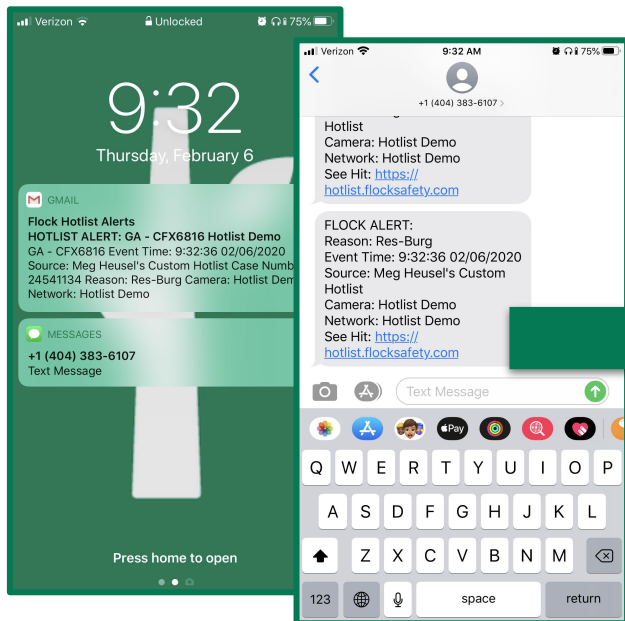 Verizon
Unlocked
75%
9:32
Thursday, February 6
GMAIL
Flock Hotlist Alerts
HOTLIST ALERT: GA - CFX6816 Hotlist Demo
GA - CFX6816 Event Time: 9:32:36 02/06/2020
Source: Meg Heusel's Custom Hotlist Case Numb
24541134 Reason: Res-Burg Camera: Hotlist Dem
Network: Hotlist Demo
MESSAGES
+1 (404) 383-6107
Text Message
Press home to open
Verizon
9:32 AM
75%
+1 (404) 383-6107
Hotlist
Camera: Hotlist Demo
Network: Hotlist Demo
See Hit: https://
hotlist.flocksafety.com
FLOCK ALERT:
Reason: Res-Burg
Event Time: 9:32:36 02/06/2020
Source: Meg Heusel's Custom
Hotlist
Camera: Hotlist Demo
Network: Hotlist Demo
See Hit: https://
hotlist.flocksafety.com
Text Message
Pay
Q W E R T Y U I O P
A S D F G H J K L
Z X C V B N M
123 space return